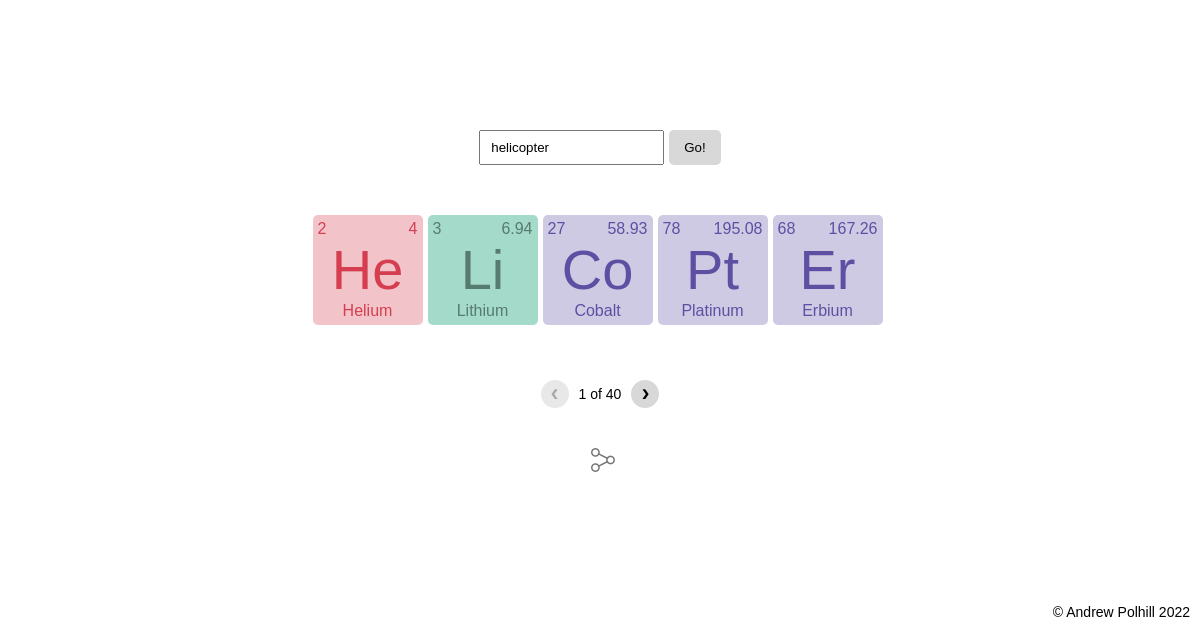 helicopter Go!
2 4 3 6.94 27 58.93 78 195.08 68 167.26
He Li Co Pt Er
Helium Lithium Cobalt Platinum Erbium
‹ 1 of 40 ›
© Andrew Polhill 2022